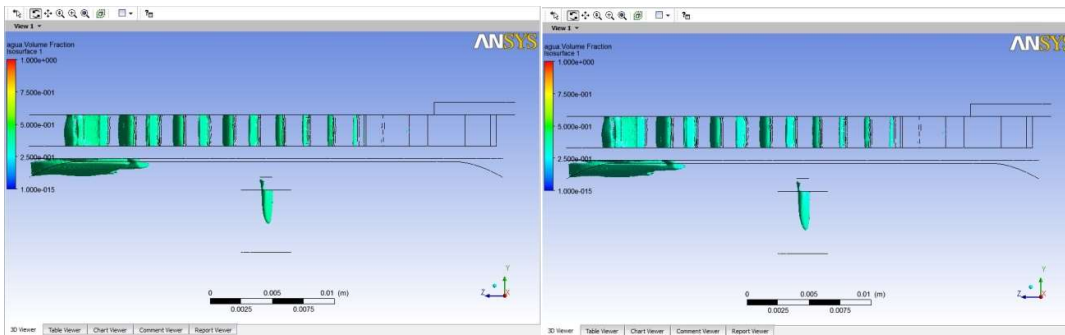 View 1
agua.Volume Fraction
Isosurface 1
ANSYS
1.000e+000
7.500e-001
5.000e-001
2.500e-001
1.000e-015
0 0.005 0.01 (m)
0.0025 0.0075
Y
Z X
3D Viewer Table Viewer Chart Viewer Comment Viewer Report Viewer
View 1
agua.Volume Fraction
Isosurface 1
ANSYS
1.000e+000
7.500e-001
5.000e-001
2.500e-001
1.000e-015
0 0.005 0.01 (m)
0.0025 0.0075
Y
Z X
3D Viewer Table Viewer Chart Viewer Comment Viewer Report Viewer